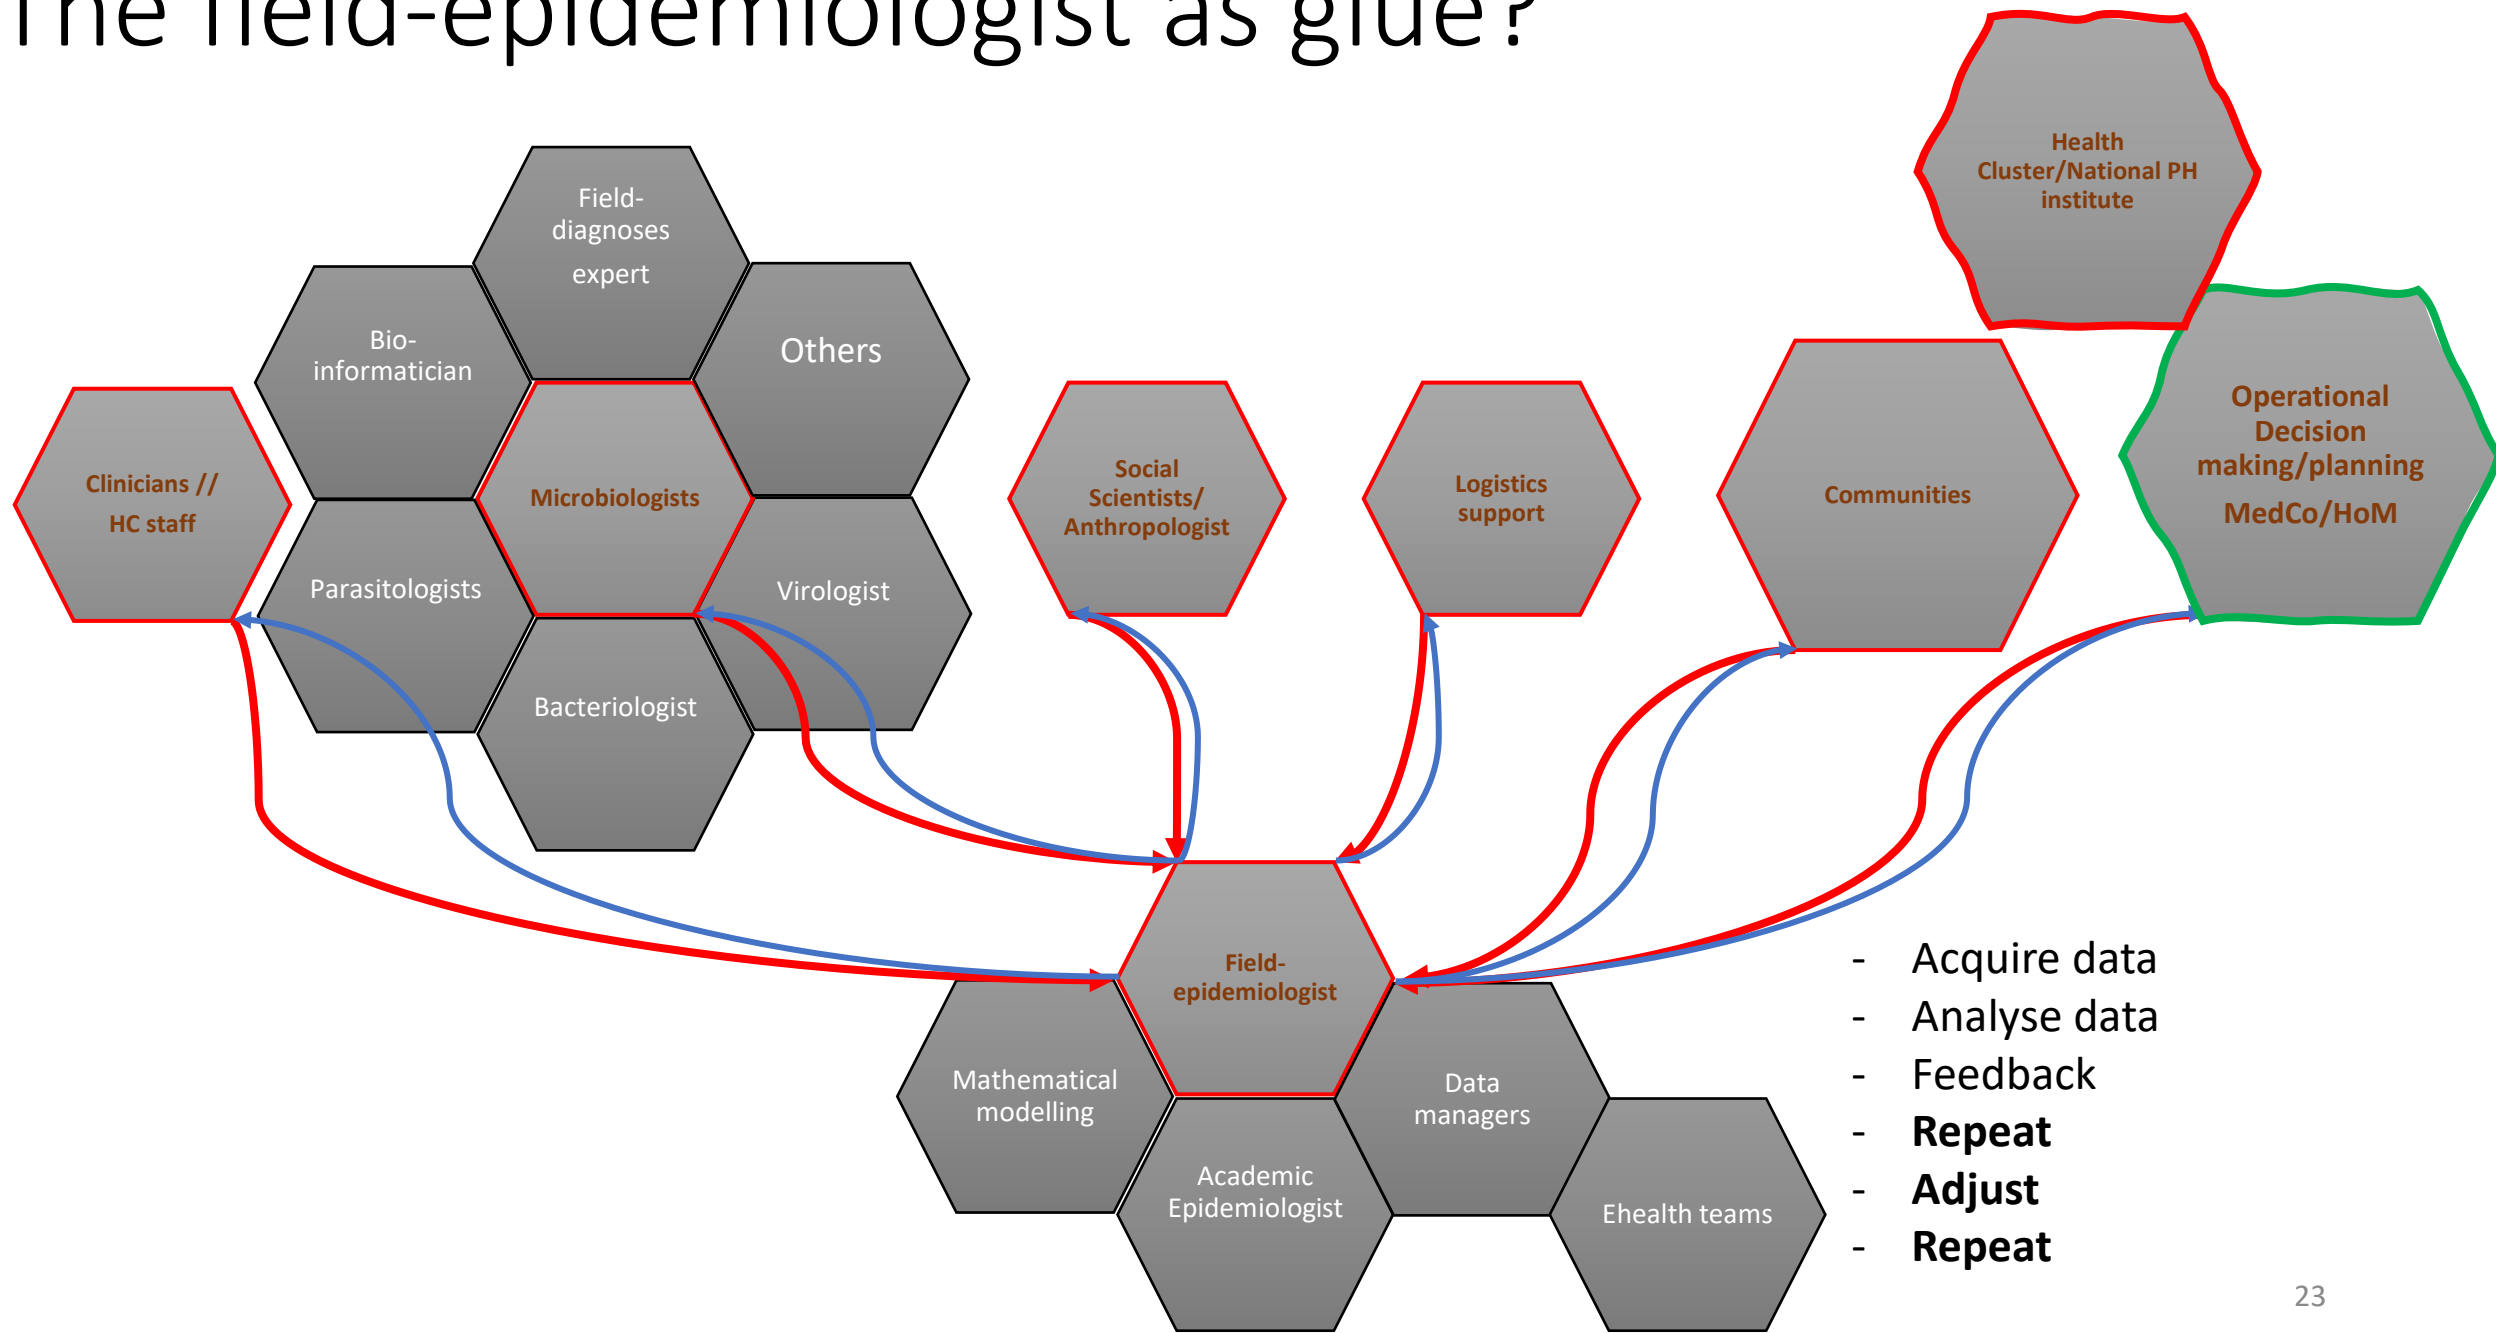 The field-epidemiologist ‘as glue?’
Health
Cluster/National PH
institute
Field-
diagnoses
expert
Bio-
informatician
Others
Operational
Decision
making/planning
MedCo/HoM
Clinicians //
HC staff
Microbiologists
Social
Scientists/
Anthropologist
Logistics
support
Communities
Parasitologists
Virologist
Bacteriologist
Field-
epidemiologist
Mathematical
modelling
Data
managers
Academic
Epidemiologist
Ehealth teams
- Acquire data
- Analyse data
- Feedback
- Repeat
- Adjust
- Repeat
23